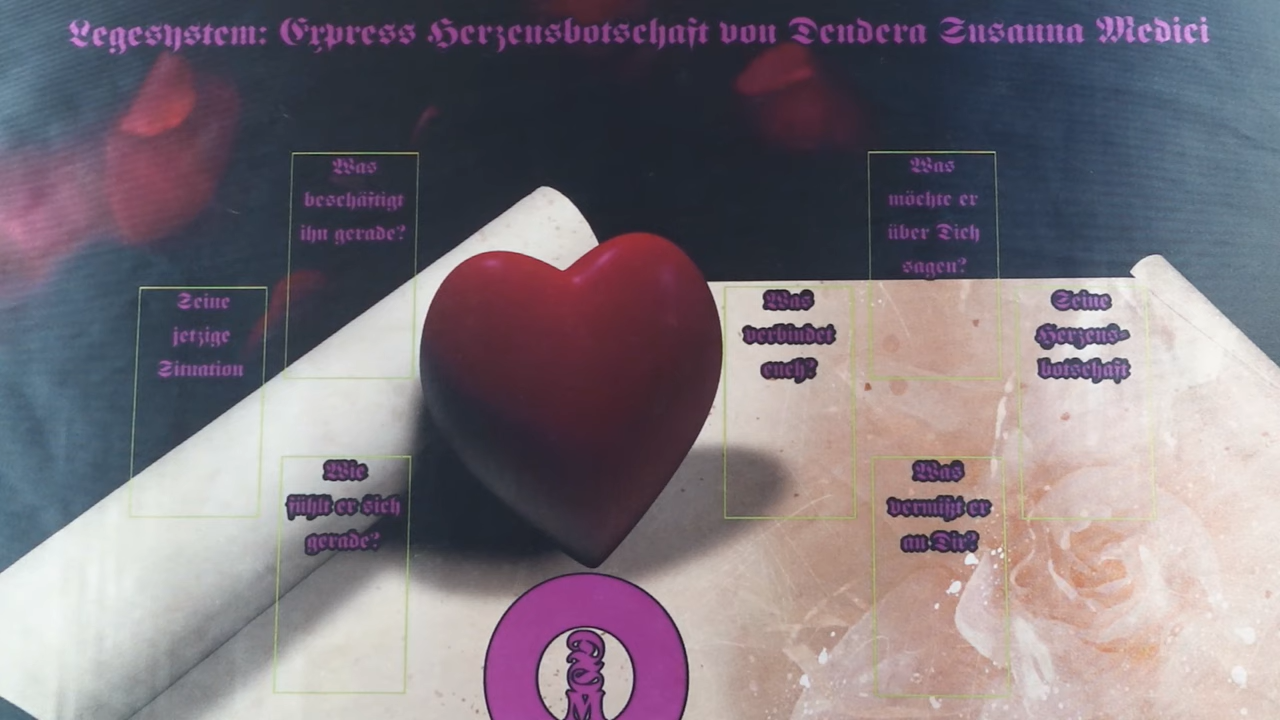 Legesystem: Express Herzensbotschaft von Dendera Susanna Medici
Seine
jetzige
Situation
Was
beschäftigt
ihn gerade?
Wie
fühlt er sich
gerade?
Was
verbindet
euch?
Was
möchte er
über Dich
sagen?
Was
vermißt er
an Dir?
Seine
Herzens-
botschaft
DSM